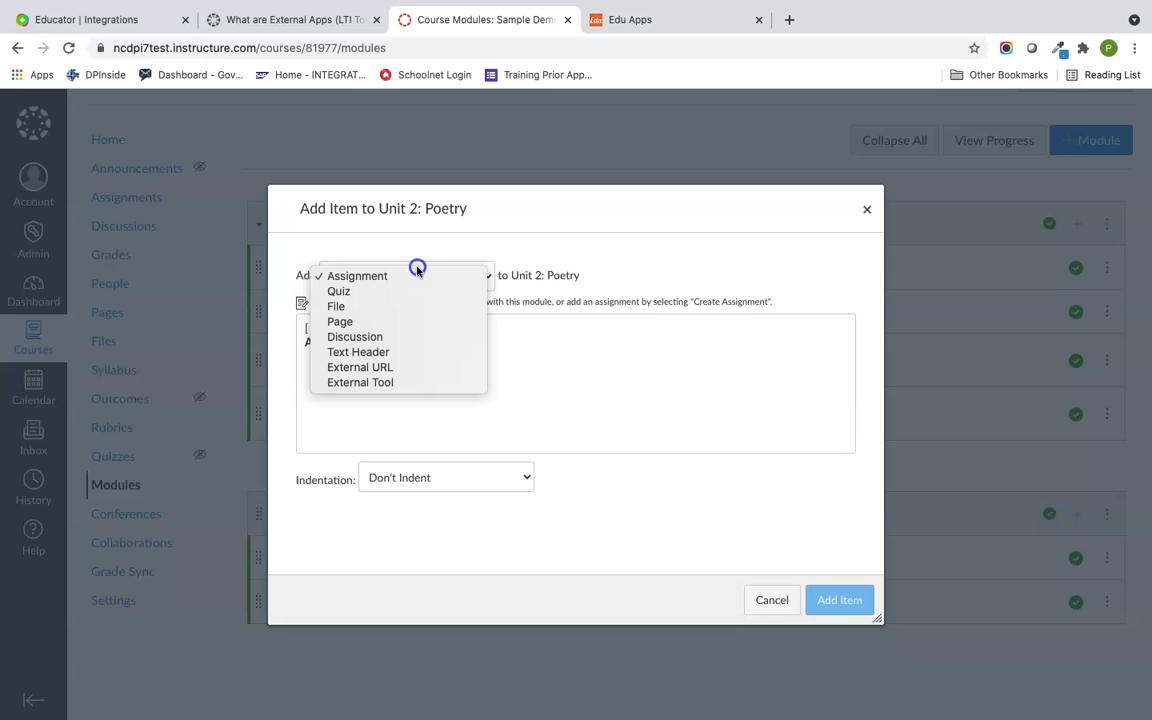 Educator | Integrations
What are External Apps (LTI To
Course Modules: Sample Dem
Edu Apps
ncdpi7test.instructure.com/courses/81977/modules
P
Apps
DPInside
Dashboard - Gov...
Home - INTEGRAT...
Schoolnet Login
Training Prior App...
Other Bookmarks
Reading List
Account
Admin
Dashboard
Courses
Calendar
Inbox
History
Help
Home
Announcements
Assignments
Discussions
Grades
People
Pages
Files
Syllabus
Outcomes
Rubrics
Quizzes
Modules
Conferences
Collaborations
Grade Sync
Settings
Collapse All
View Progress
+ Module
Add Item to Unit 2: Poetry
to Unit 2: Poetry
with this module, or add an assignment by selecting "Create Assignment".
✓ Assignment
Quiz
File
Page
Discussion
Text Header
External URL
External Tool
Indentation:
Don't Indent
Cancel
Add Item